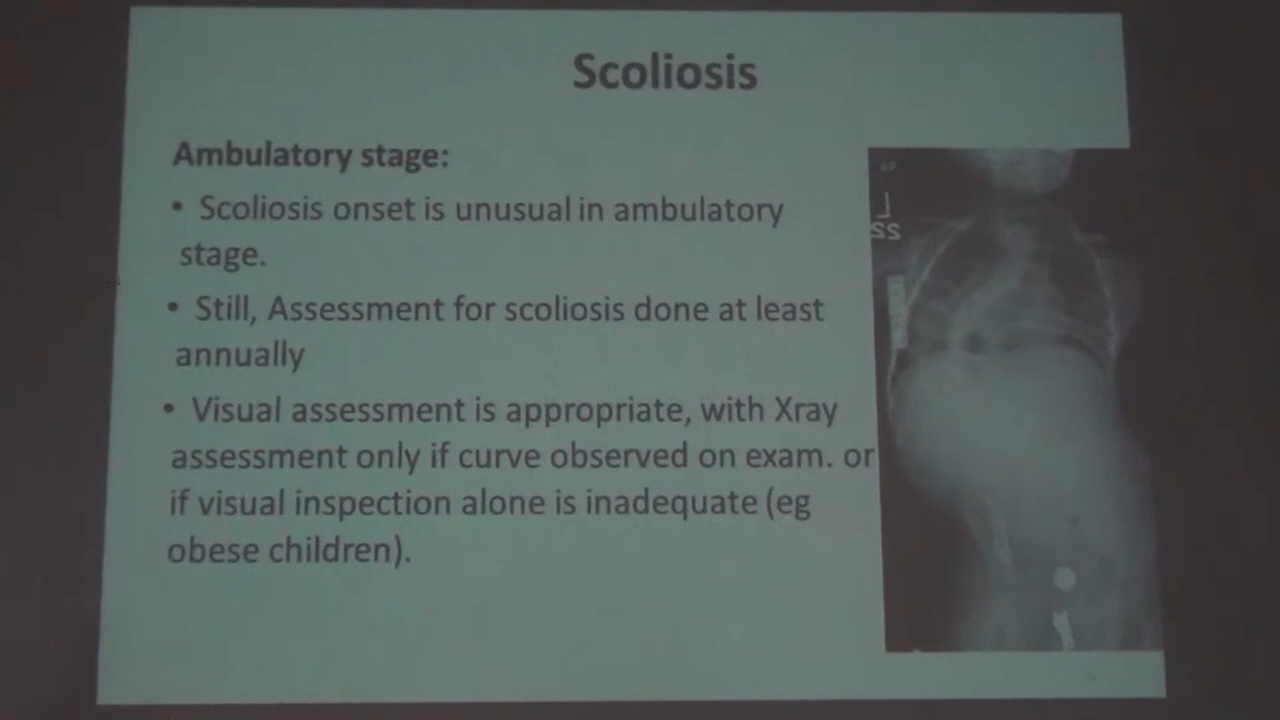 Scoliosis
Ambulatory stage:
• Scoliosis onset is unusual in ambulatory
stage.
• Still, Assessment for scoliosis done at least
annually
• Visual assessment is appropriate, with Xray
assessment only if curve observed on exam. or
if visual inspection alone is inadequate (eg
obese children).
L
SS